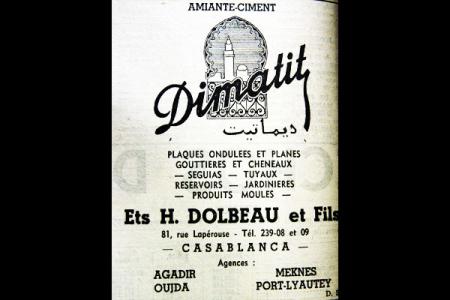 AMIANTE-CIMENT
Dimatit
ديماتيت
PLAQUES ONDULEES ET PLANES
GOUTTIERES ET CHENEAUX
— SEGUIAS — TUYAUX —
RESERVOIRS — JARDINIERES
— PRODUITS MOULES —
Ets H. DOLBEAU et Fils
81, rue Lapérouse - Tél. 239-08 et 09
— CASABLANCA —
Agences :
AGADIR MEKNES
OUJDA PORT-LYAUTEY